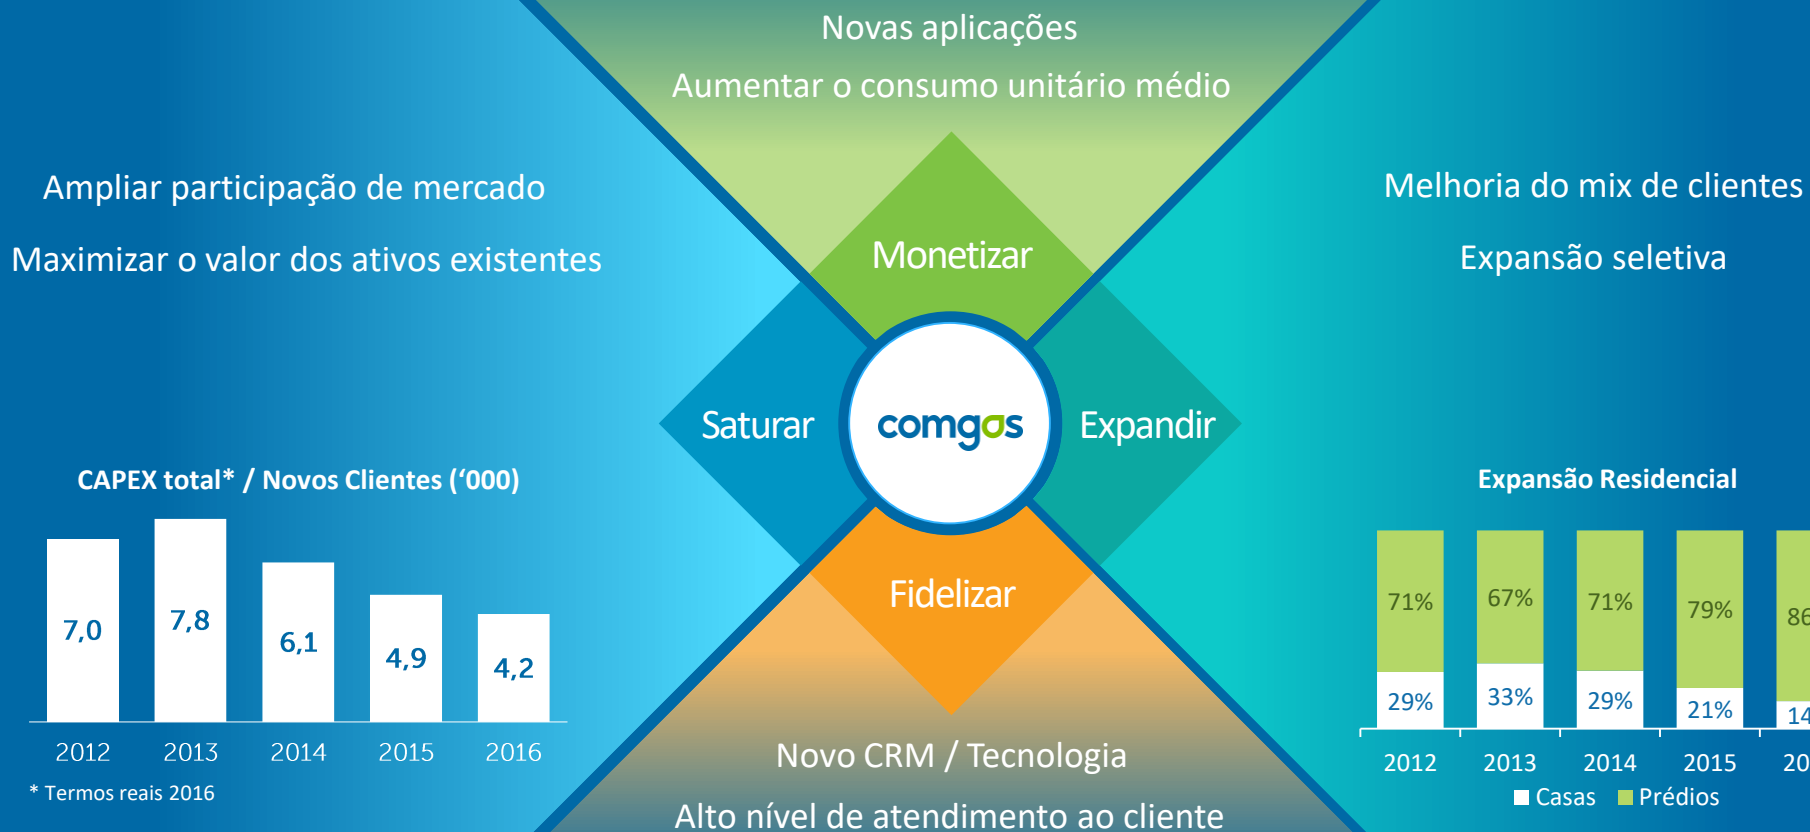 Novas aplicações
Aumentar o consumo unitário médio
Ampliar participação de mercado
Maximizar o valor dos ativos existentes
Melhoria do mix de clientes
Expansão seletiva
Monetizar
Saturar
comgas
Expandir
Fidelizar
CAPEX total* / Novos Clientes (‘000)
7,0
7,8
6,1
4,9
4,2
2012 2013 2014 2015 2016
* Termos reais 2016
Expansão Residencial
71% 67% 71% 79% 86
29% 33% 29% 21% 14
2012 2013 2014 2015 20
Casas Prédios
Novo CRM / Tecnologia
Alto nível de atendimento ao cliente